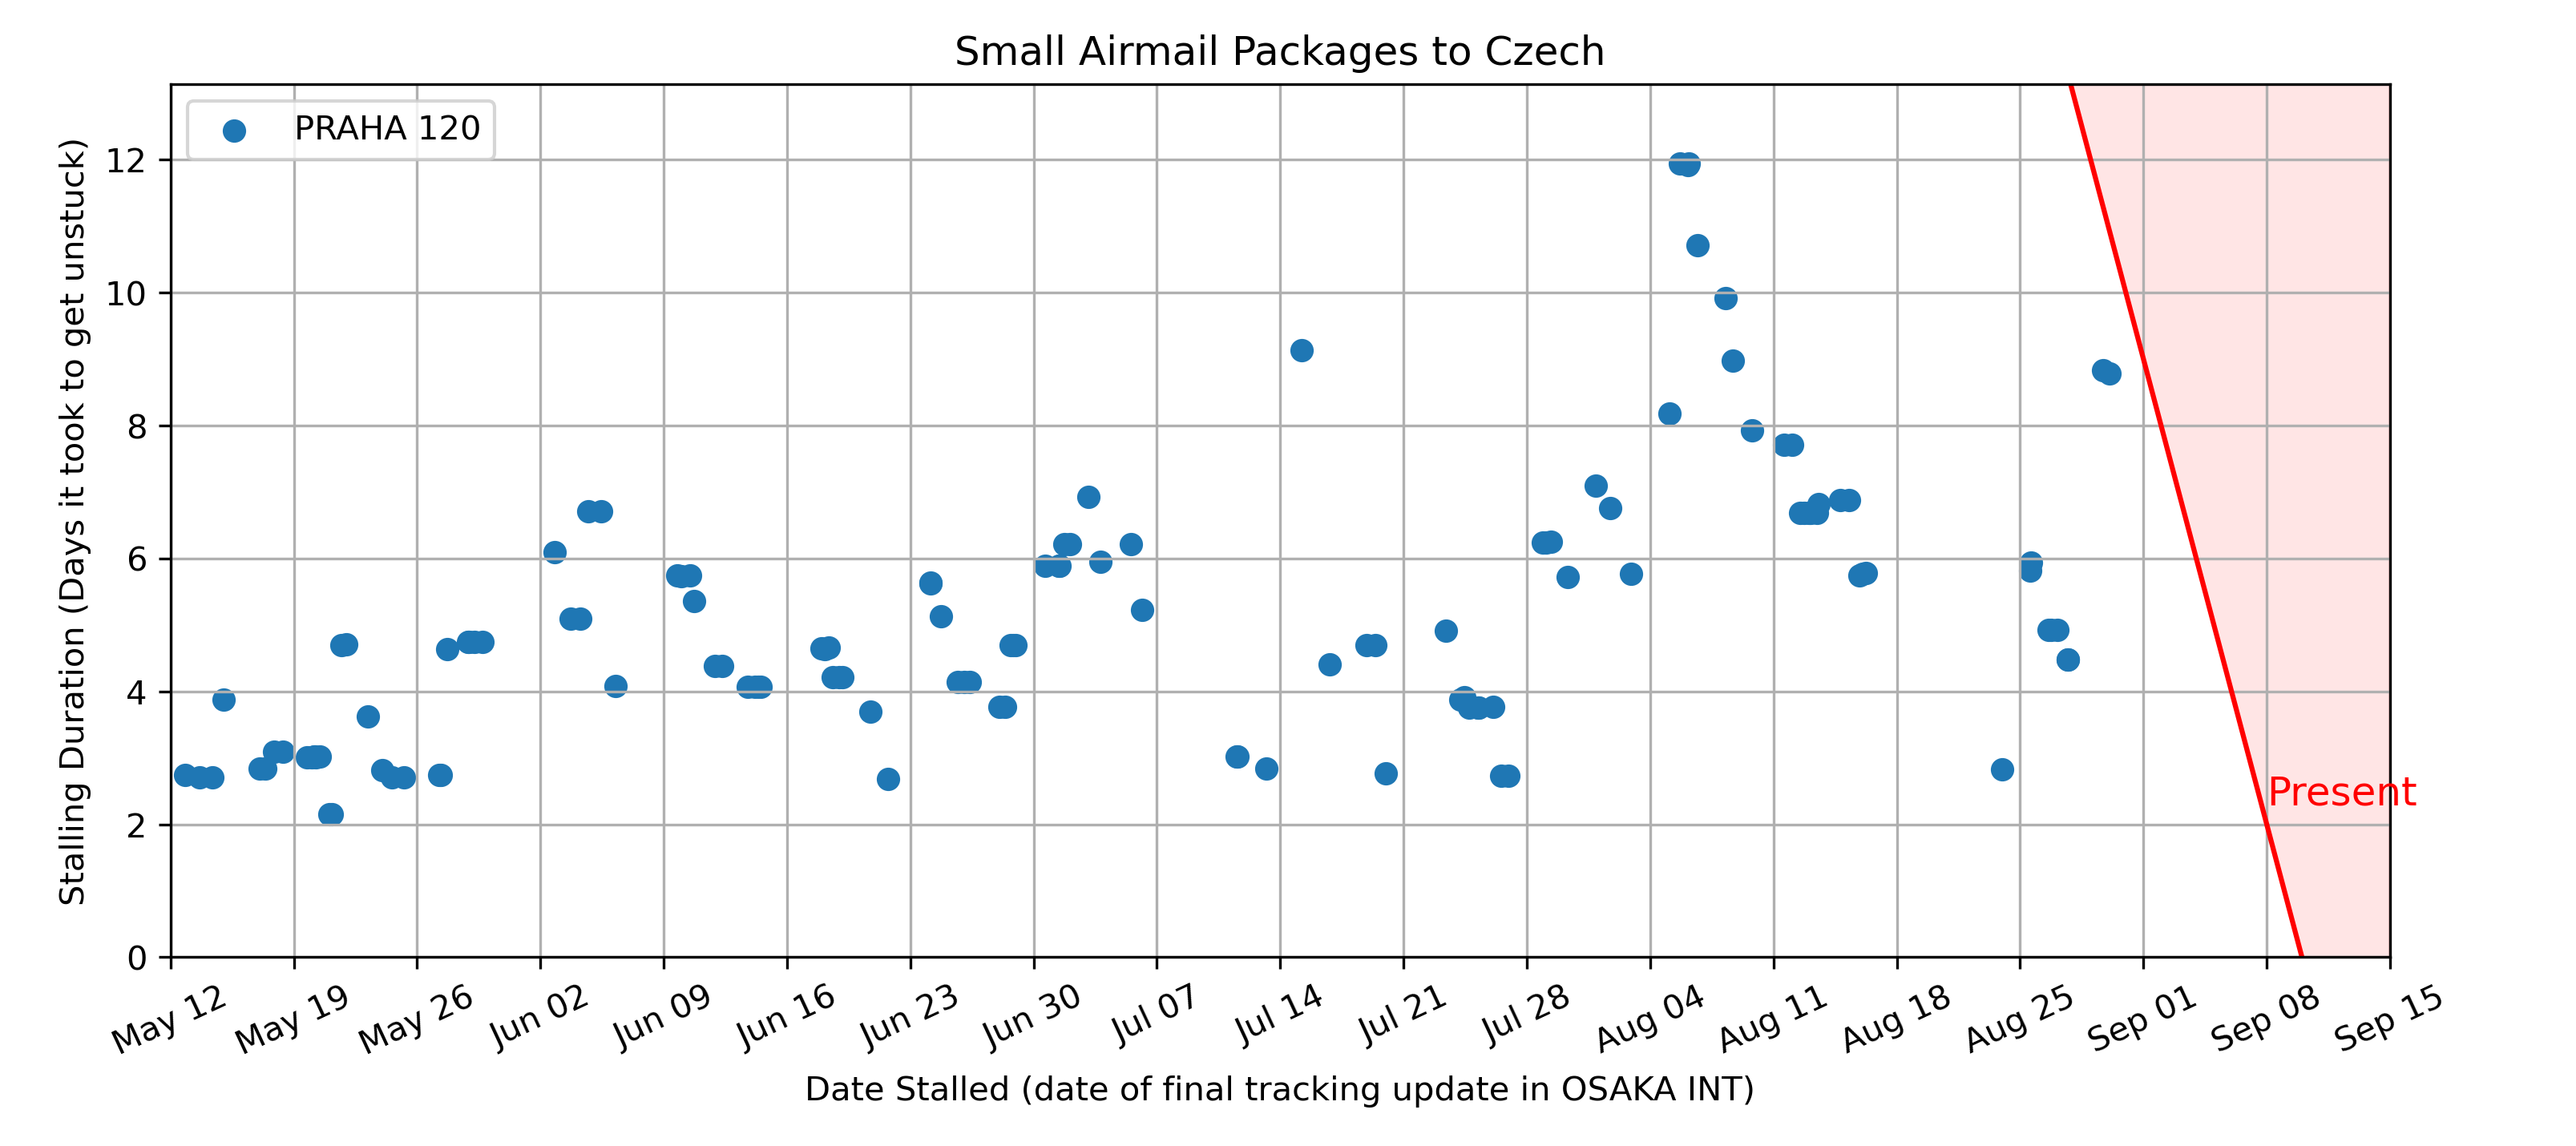 Small Airmail Packages to Czech
PRAHA 120
Stalling Duration (Days it took to get unstuck)
12
10
8
6
4
2
0
Present
May 12
May 19
May 26
Jun 02
Jun 09
Jun 16
Jun 23
Jun 30
Jul 07
Jul 14
Jul 21
Jul 28
Aug 04
Aug 11
Aug 18
Aug 25
Sep 01
Sep 08
Sep 15
Date Stalled (date of final tracking update in OSAKA INT)